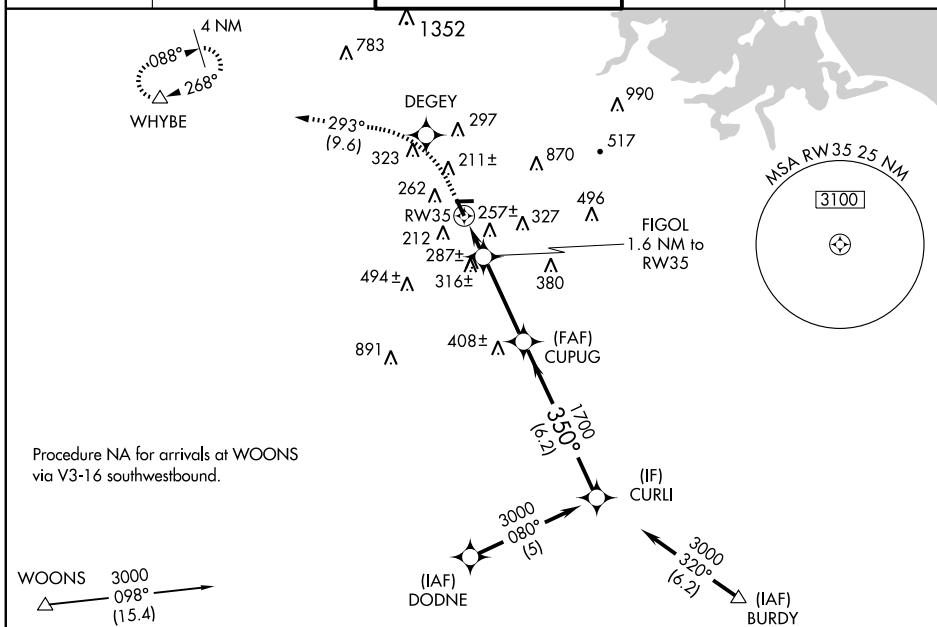 1352
783
4 NM
088°
268°
WHYBE
DEGEY
297
990
293°
(9.6)
323
211±
870
517
MSA RW35 25 NM
3100
262
RW35
257±
327
496
212
FIGOL
1.6 NM to
RW35
287±
316±
380
494±
408±
(FAF)
CUPUG
891
1700
350°
(6.2)
Procedure NA for arrivals at WOONS
via V3-16 southwestbound.
(IF)
CURLI
3000
080°
(5)
(IAF)
DODNE
3000
320°
(6.2)
(IAF)
BURDY
WOONS
3000
098°
(15.4)